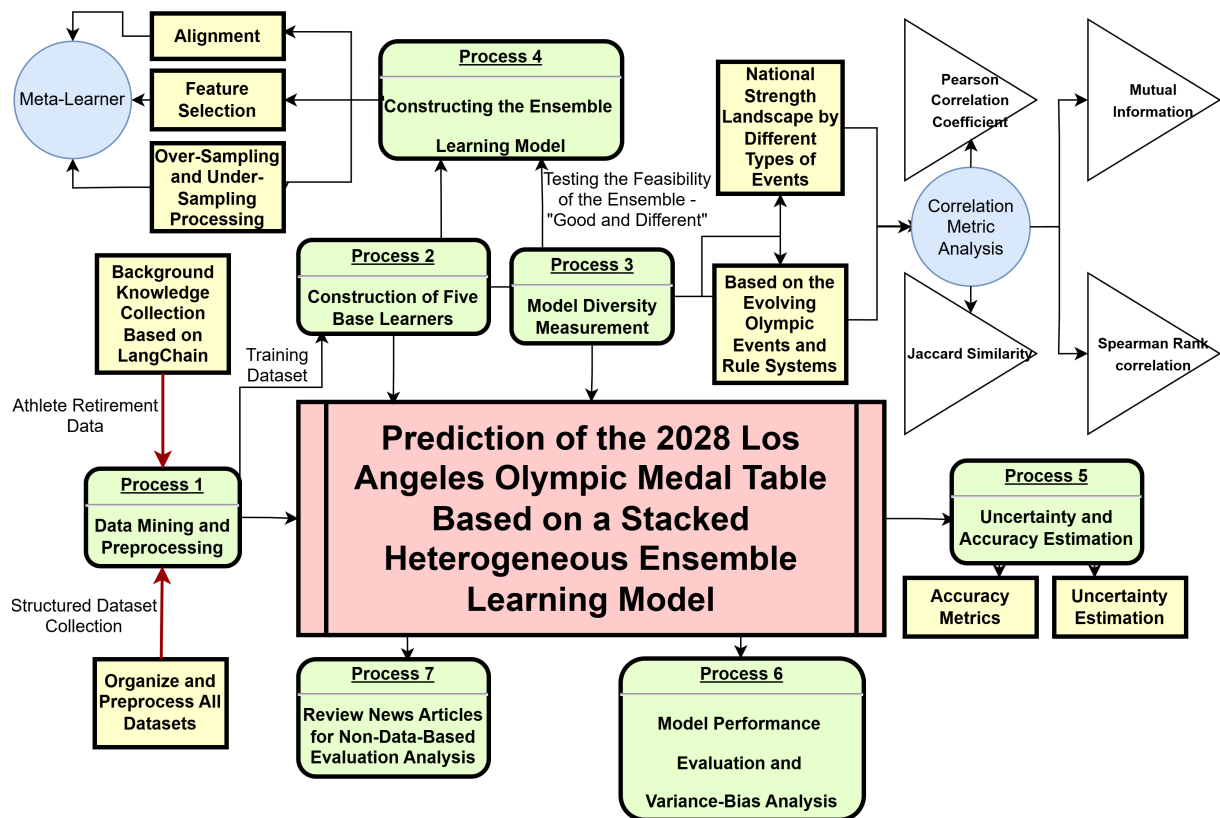 Alignment
Meta-Learner
Feature
Selection
Over-Sampling
and Under-
Sampling
Processing
Process 4
Constructing the Ensemble
Learning Model
Testing the Feasibility
of the Ensemble -
"Good and Different"
National
Strength
Landscape by
Different
Types of
Events
Pearson
Correlation
Coefficient
Mutual
Information
Correlation
Metric
Analysis
Jaccard Similarity
Spearman Rank
correlation
Background
Knowledge
Collection
Based on
LangChain
Process 2
Construction of Five
Base Learners
Process 3
Model Diversity
Measurement
Based on the
Evolving
Olympic
Events and
Rule Systems
Training
Dataset
Athlete Retirement
Data
Process 1
Data Mining and
Preprocessing
Structured Dataset
Collection
Organize and
Preprocess All
Datasets
Prediction of the 2028 Los
Angeles Olympic Medal Table
Based on a Stacked
Heterogeneous Ensemble
Learning Model
Process 5
Uncertainty and
Accuracy Estimation
Accuracy
Metrics
Uncertainty
Estimation
Process 7
Review News Articles
for Non-Data-Based
Evaluation Analysis
Process 6
Model Performance
Evaluation and
Variance-Bias Analysis